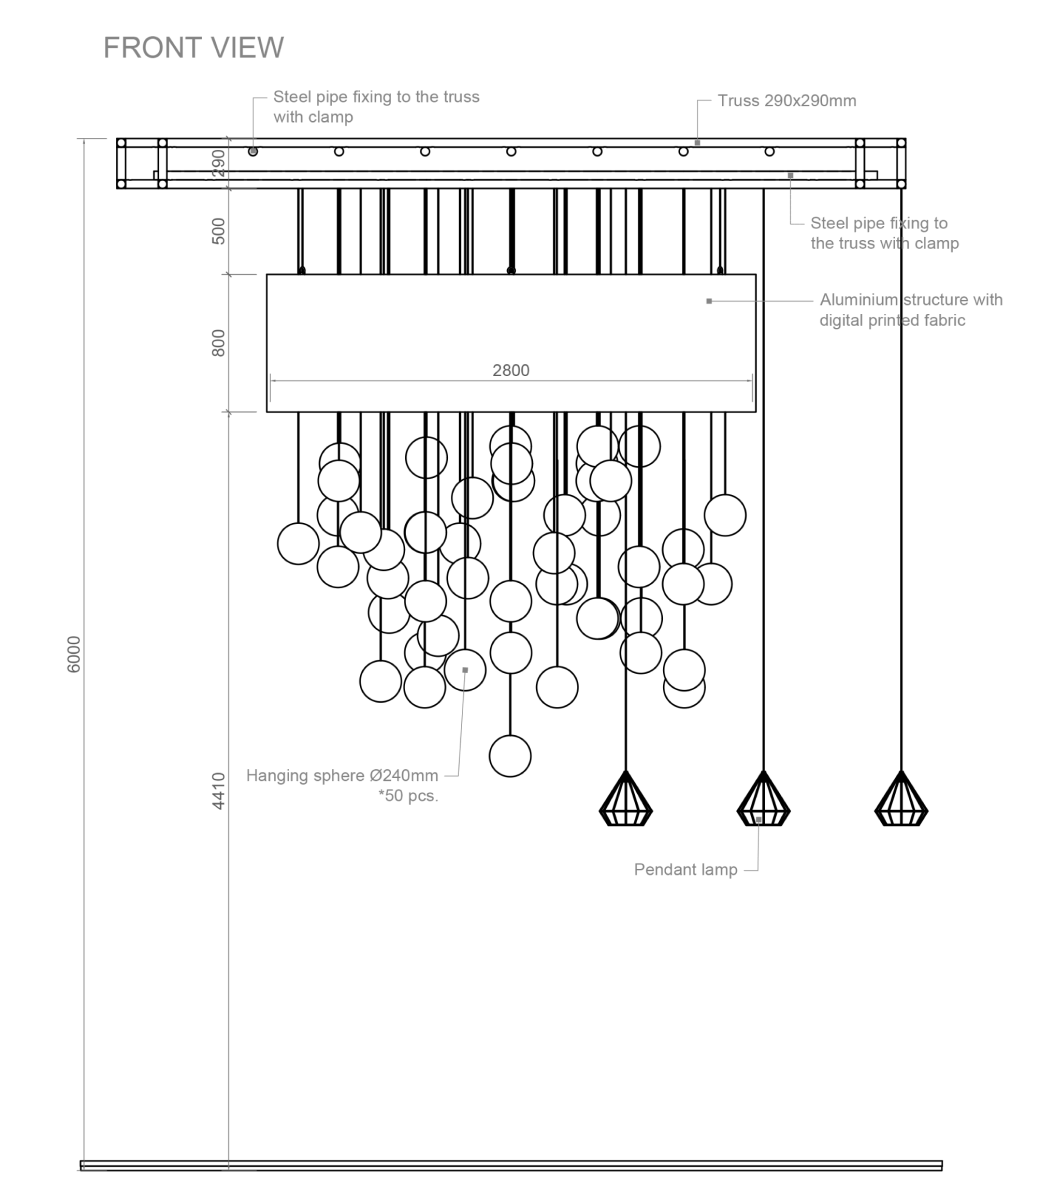 FRONT VIEW
Steel pipe fixing to the truss
with clamp
Truss 290x290mm
290
500
Steel pipe fixing to
the truss with clamp
Aluminium structure with
digital printed fabric
800
2800
6000
4410
Hanging sphere Ø240mm
*50 pcs.
Pendant lamp